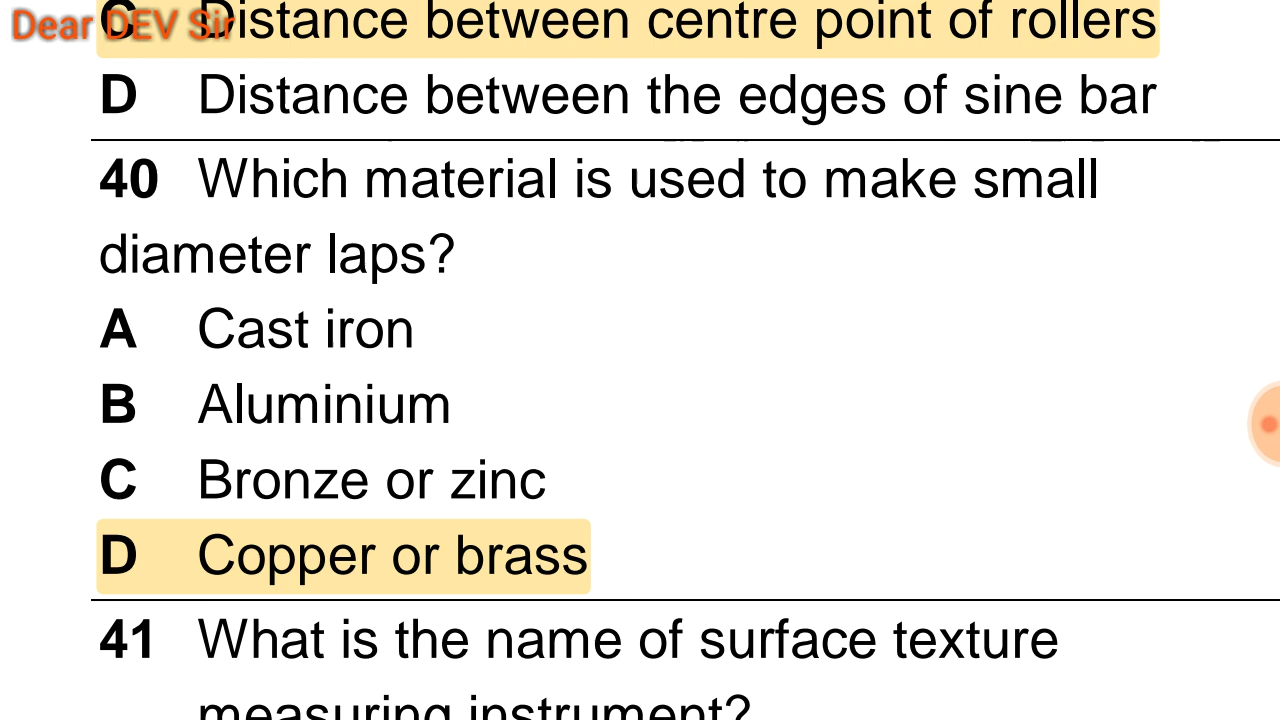 Dear DEV Sir
C Distance between centre point of rollers
D Distance between the edges of sine bar
40 Which material is used to make small
diameter laps?
A Cast iron
B Aluminium
C Bronze or zinc
D Copper or brass
41 What is the name of surface texture
measuring instrument?